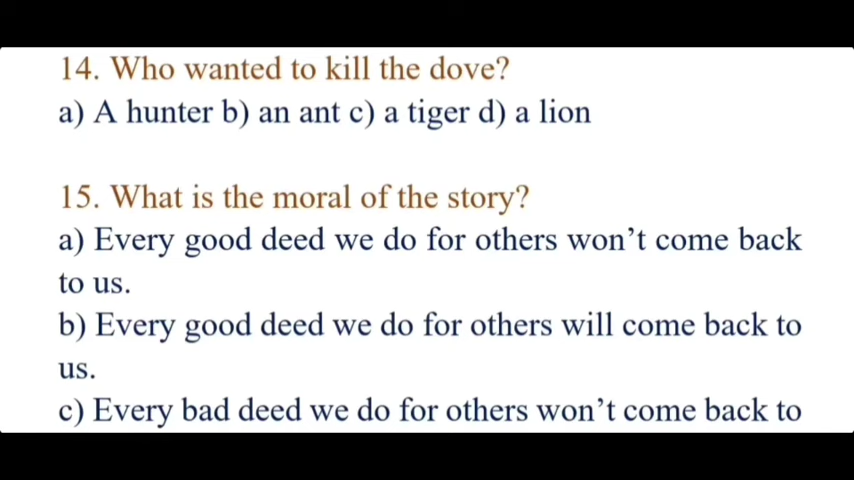 14. Who wanted to kill the dove?
a) A hunter b) an ant c) a tiger d) a lion
15. What is the moral of the story?
a) Every good deed we do for others won’t come back
to us.
b) Every good deed we do for others will come back to
us.
c) Every bad deed we do for others won’t come back to